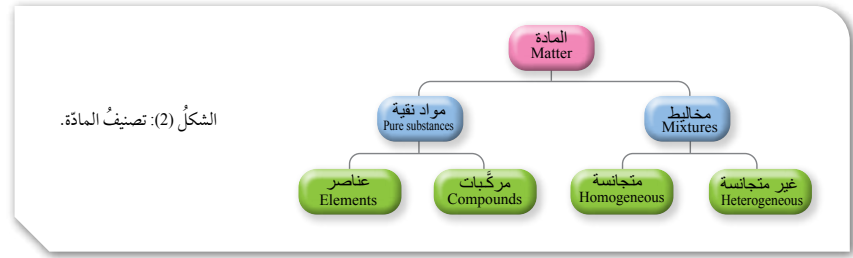 المادة
Matter
مخاليط
Mixtures
مواد نقية
Pure substances
غير متجانسة
Heterogeneous
متجانسة
Homogeneous
مركَّبات
Compounds
عناصر
Elements
الشكلُ (2): تصنيفُ المادّة.